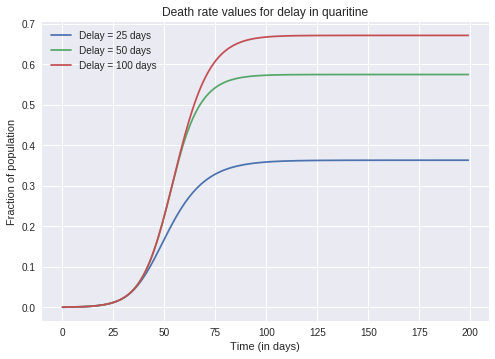 Death rate values for delay in quaritine
Delay = 25 days
Delay = 50 days
Delay = 100 days
Fraction of population
0.7
0.6
0.5
0.4
0.3
0.2
0.1
0.0
0 25 50 75 100 125 150 175 200
Time (in days)